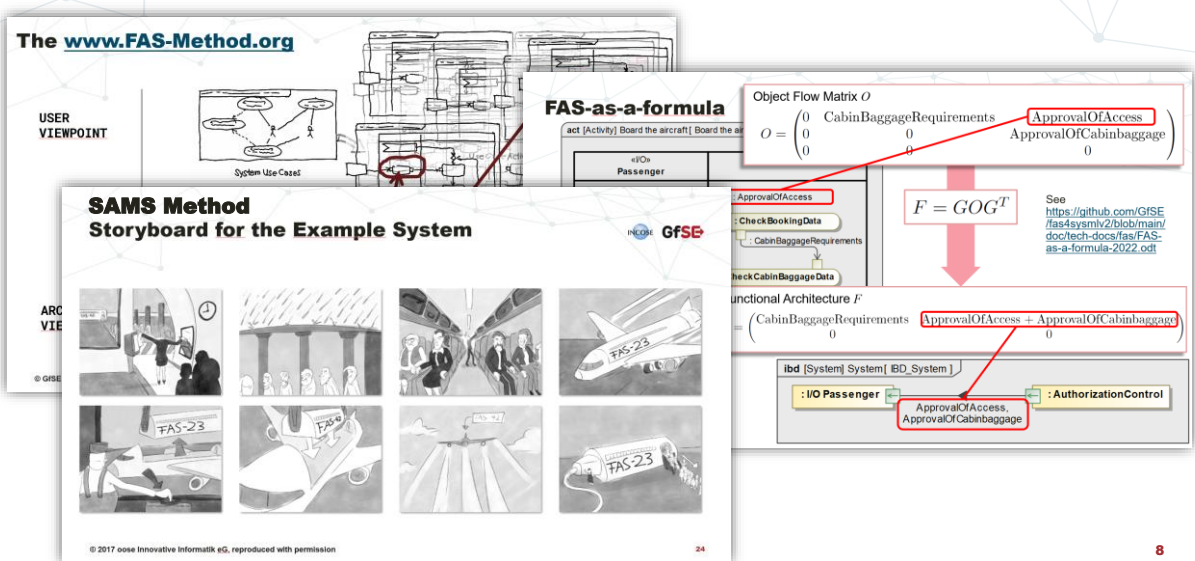 The www.FAS-Method.org
USER
VIEWPOINT
System Use Cases
ARC
VIE
© GfSE
FAS-as-a-formula
act [Activity] Board the aircraft [ Board the air
«I/O»
Passenger
: ApprovalOfAccess
: CheckBookingData
: CabinBaggageRequirements
heckCabinBaggageData
Object Flow Matrix O
O = (0 CabinBaggageRequirements ApprovalOfAccess
0 0 ApprovalOfCabinbaggage
0 0 0)
F = GOG^T
See
https://github.com/GfSE
/fas4sysmlv2/blob/main/
doc/tech-docs/fas/FAS-
as-a-formula-2022.odt
unctional Architecture F
= (CabinBaggageRequirements ApprovalOfAccess + ApprovalOfCabinbaggage
0 0)
ibd [System] System [ IBD_System ]
: I/O Passenger
: AuthorizationControl
ApprovalOfAccess,
ApprovalOfCabinbaggage
SAMS Method
Storyboard for the Example System
INCOSE GfSE
FAS-23
FAS-23
FAS-42
FAS-23
© 2017 oose Innovative Informatik eG, reproduced with permission
24
8